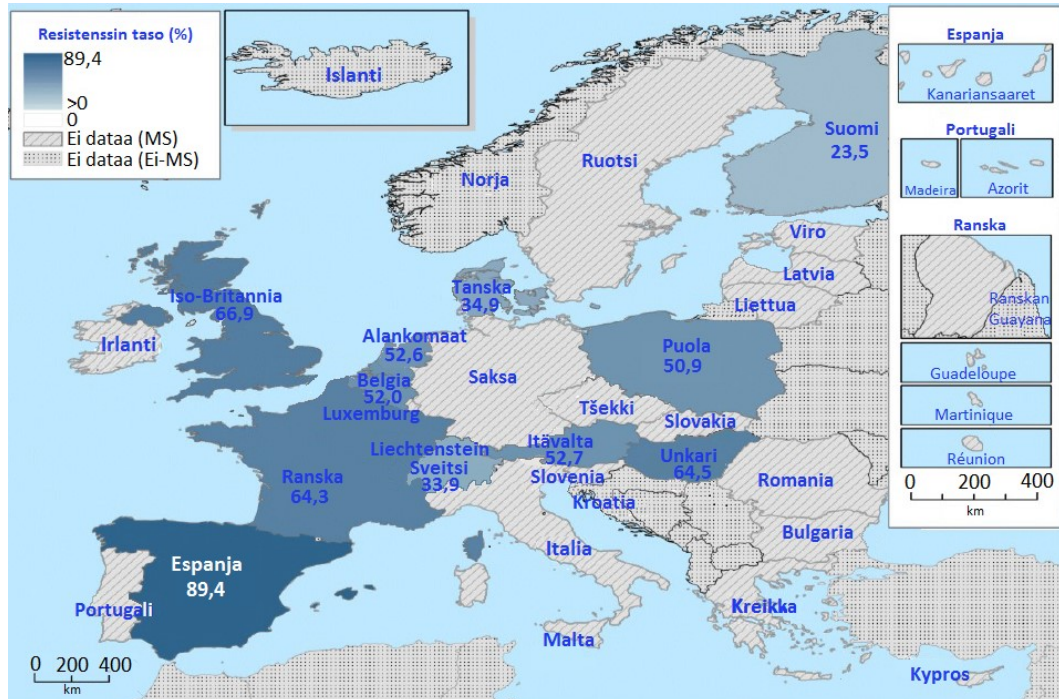 Resistenssin taso (%)
89,4
>0
0
Ei dataa (MS)
Ei dataa (Ei-MS)
Islanti
Suomi
23,5
Ruotsi
Norja
Viro
Latvia
Liettua
Tanska
34,9
Iso-Britannia
66,9
Irlanti
Alankomaat
52,6
Belgia
52,0
Luxemburg
Saksa
Puola
50,9
Tšekki
Slovakia
Liechtenstein
Sveitsi
33,9
Itävalta
52,7
Unkari
64,5
Ranska
64,3
Slovenia
Kroatia
Romania
Bulgaria
Italia
Espanja
89,4
Portugali
Kreikka
Malta
Kypros
0 200 400
km
Espanja
Kanariansaaret
Portugali
Madeira
Azorit
Ranska
Ranskan
Guayana
Guadeloupe
Martinique
Réunion
0 200 400
km